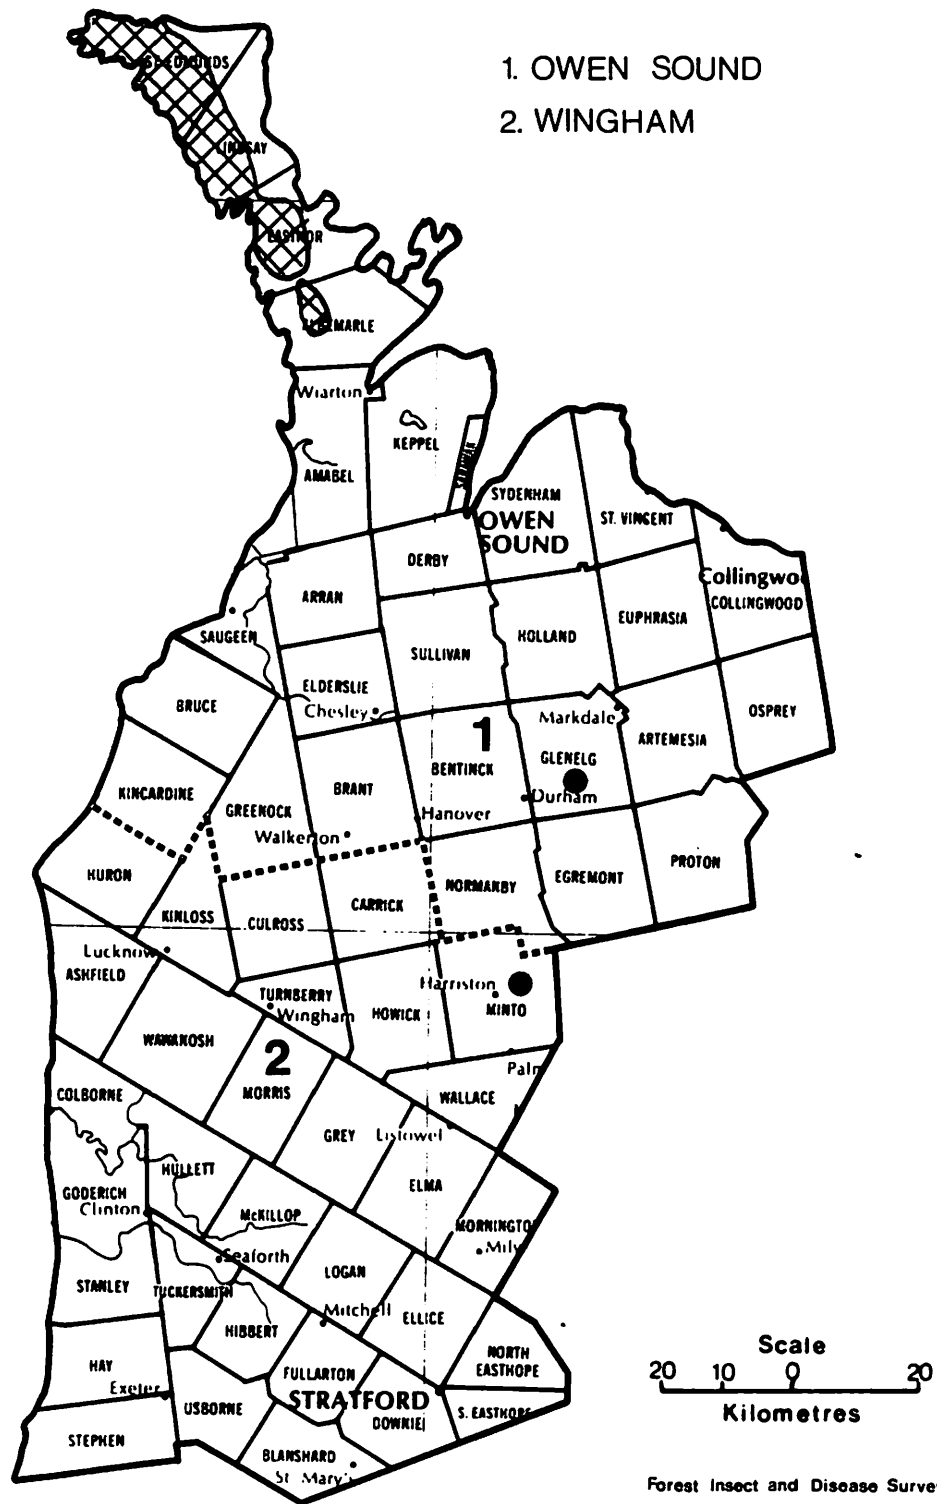 1. OWEN SOUND
2. WINGHAM
ST. EDMUNDS
LINDSAY
EASTNOR
ALBEMARLE
Wiarton
KEPPEL
SARAWAK
AMABEL
SYDENHAM
ST. VINCENT
OWEN
SOUND
DERBY
Collingwo
COLLINGWOOD
ARRAN
EUPHRASIA
SAUGEEN
HOLLAND
SULLIVAN
ELDERSLIE
Chesley
BRUCE
OSPREY
Markdale
1
ARTEMESIA
GLENELG
BENTINCK
KINCARDINE
BRANT
Durham
GREENOCK
Hanover
Walkerton
PROTON
HURON
EGREMONT
NORMANBY
CARRICK
KINLOSS
CULROSS
Lucknow
ASHFIELD
Harriston
TURNBERRY
Wingham
HOWICK
MINTO
WAWANOSH
2
Palm
MORRIS
COLBORNE
WALLACE
GREY
Listowel
HULLETT
ELMA
GODERICH
Clinton
McKILLOP
MORNINGTO
Milv
Seaforth
LOGAN
STANLEY
TUCKERSMITH
Mitchell
ELLICE
HIBBERT
NORTH
EASTHOPE
Scale
HAY
FULLARTON
20 10 0 20
Exeter
STRATFORD
USBORNE
DOWNIE
S. EASTHOPE
Kilometres
STEPHEN
BLANSHARD
St. Mary's
Forest Insect and Disease Surve